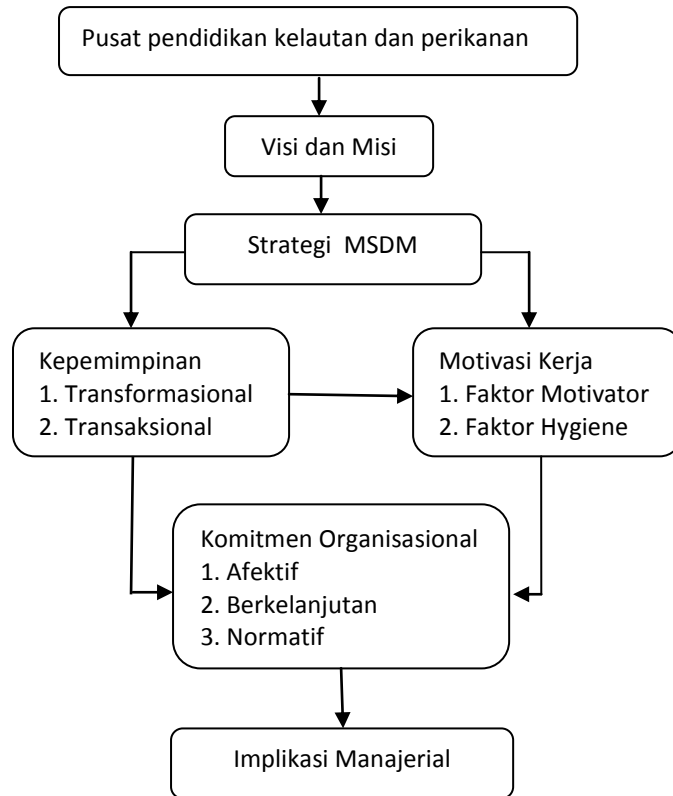 Pusat pendidikan kelautan dan perikanan
Visi dan Misi
Strategi  MSDM
Kepemimpinan
1. Transformasional
2. Transaksional
Motivasi Kerja
1. Faktor Motivator
2. Faktor Hygiene
Komitmen Organisasional
1. Afektif
2. Berkelanjutan
3. Normatif
Implikasi Manajerial